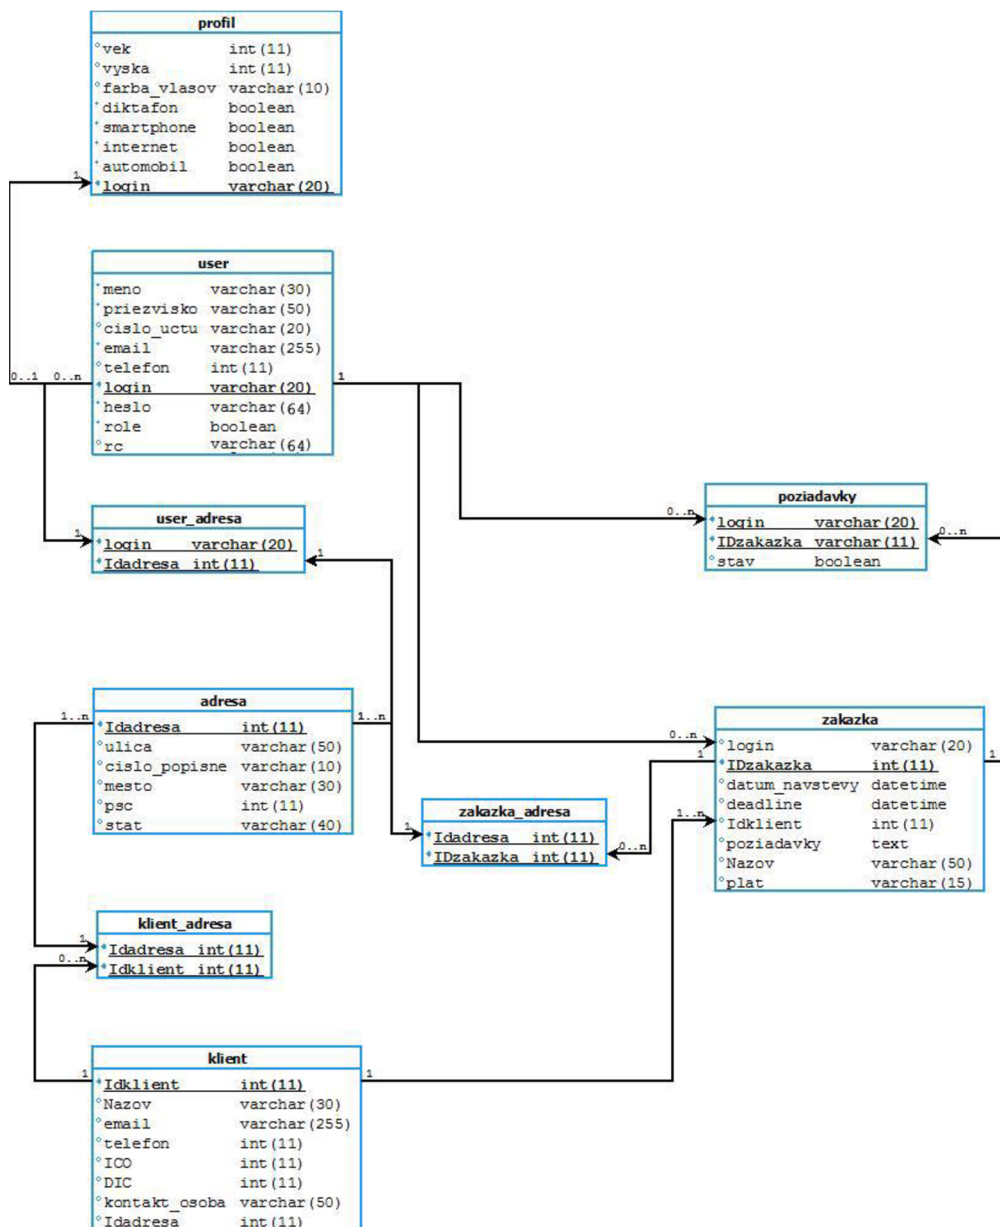 profil
vek int(11)
vyska int(11)
farba_vlasov varchar(10)
diktafon boolean
smartphone boolean
internet boolean
automobil boolean
login varchar(20)
1
user
meno varchar(30)
priezvisko varchar(50)
cislo_uctu varchar(20)
email varchar(255)
telefon int(11)
login varchar(20)
heslo varchar(64)
role boolean
rc varchar(64)
0..1 0..n 1
user_adresa
login varchar(20)
Idadresa int(11)
1 1
poziadavky
login varchar(20)
IDzakazka varchar(11)
stav boolean
0..n 0..n
adresa
Idadresa int(11)
ulica varchar(50)
cislo_popisne varchar(10)
mesto varchar(30)
psc int(11)
stat varchar(40)
1..n 1..n
zakazka
login varchar(20)
IDzakazka int(11)
datum_navstevy datetime
deadline datetime
Idklient int(11)
poziadavky text
Nazov varchar(50)
plat varchar(15)
0..n
1 1
1..n
zakazka_adresa
Idadresa int(11)
IDzakazka int(11)
1 0..n
klient_adresa
Idadresa int(11)
Idklient int(11)
1
0..n
klient
Idklient int(11)
Nazov varchar(30)
email varchar(255)
telefon int(11)
ICO int(11)
DIC int(11)
kontakt_osoba varchar(50)
Idadresa int(11)
1 1